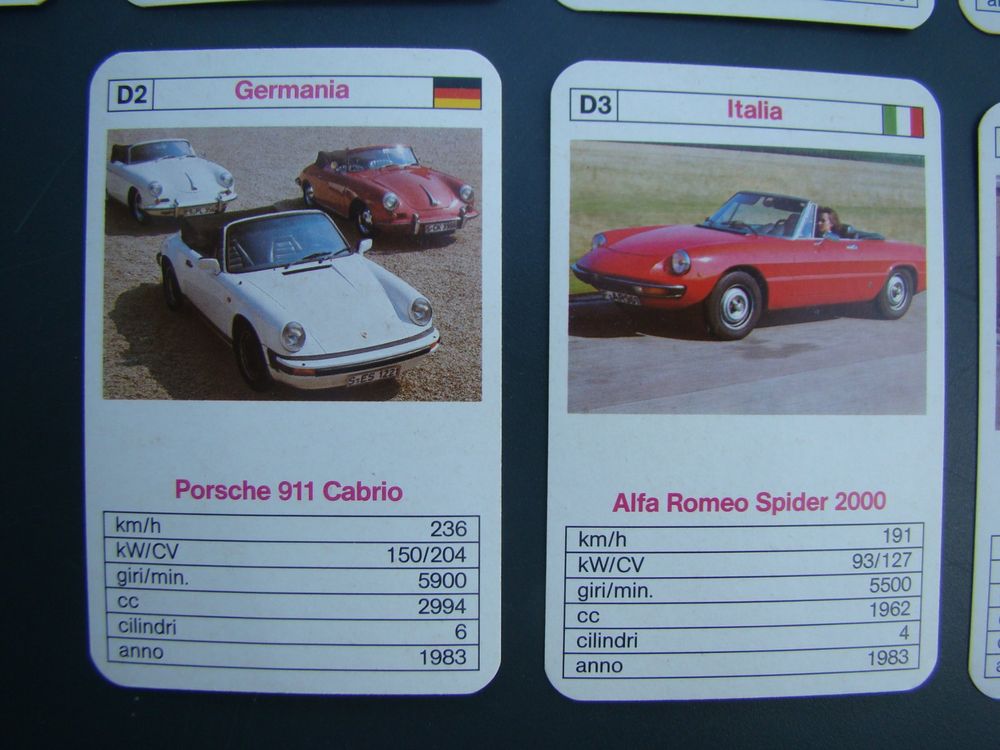 D2 Germania
S-ES 122
Porsche 911 Cabrio
km/h 236
kW/CV 150/204
giri/min. 5900
cc 2994
cilindri 6
anno 1983
D3 Italia
Alfa Romeo Spider 2000
km/h 191
kW/CV 93/127
giri/min. 5500
cc 1962
cilindri 4
anno 1983